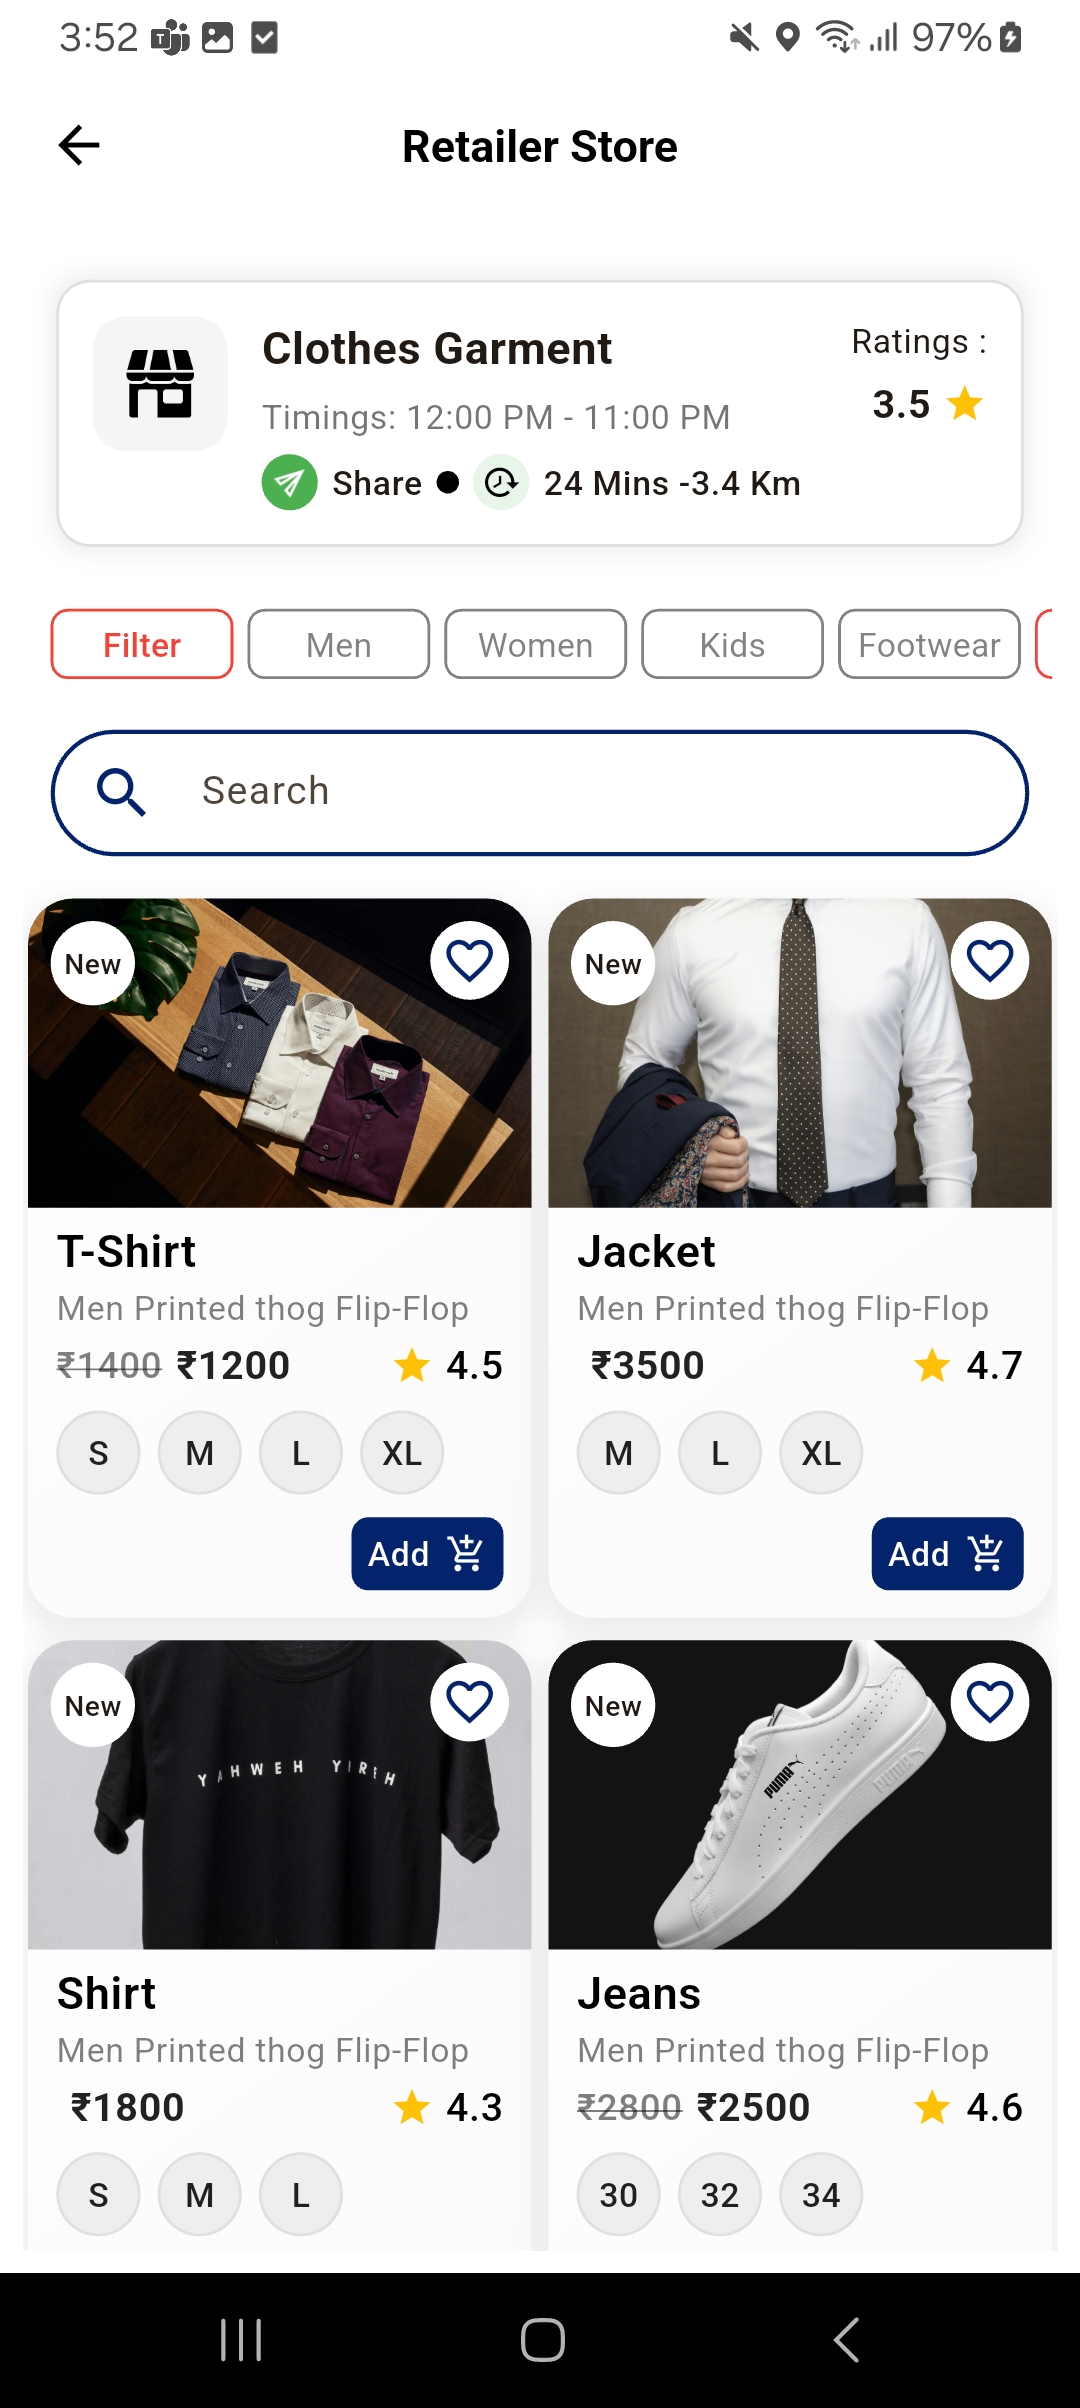 3:52 97%
Retailer Store
Clothes Garment
Ratings :
Timings: 12:00 PM - 11:00 PM
3.5
Share 24 Mins -3.4 Km
Filter Men Women Kids Footwear
Search
New
New
T-Shirt
Men Printed thog Flip-Flop
₹1400 ₹1200 4.5
S M L XL
Add
Jacket
Men Printed thog Flip-Flop
₹3500 4.7
M L XL
Add
New
YAHWEH YIREH
New
PUMA
PUMA
Shirt
Men Printed thog Flip-Flop
₹1800 4.3
S M L
Jeans
Men Printed thog Flip-Flop
₹2800 ₹2500 4.6
30 32 34